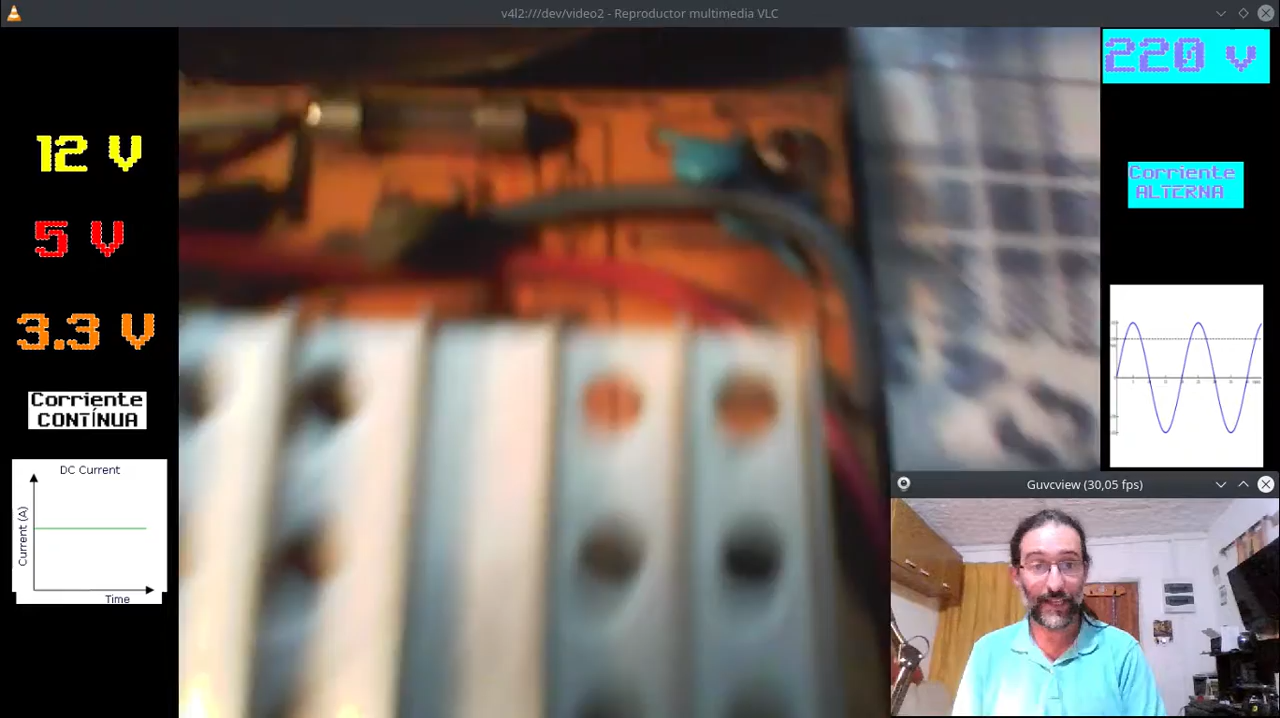 v4l2:///dev/video2 - Reproductor multimedia VLC
220 v
12 V
Corriente
ALTERNA
5 V
3.3 V
Corriente
CONTÍNUA
DC Current
Current (A)
Time
Guvcview (30,05 fps)